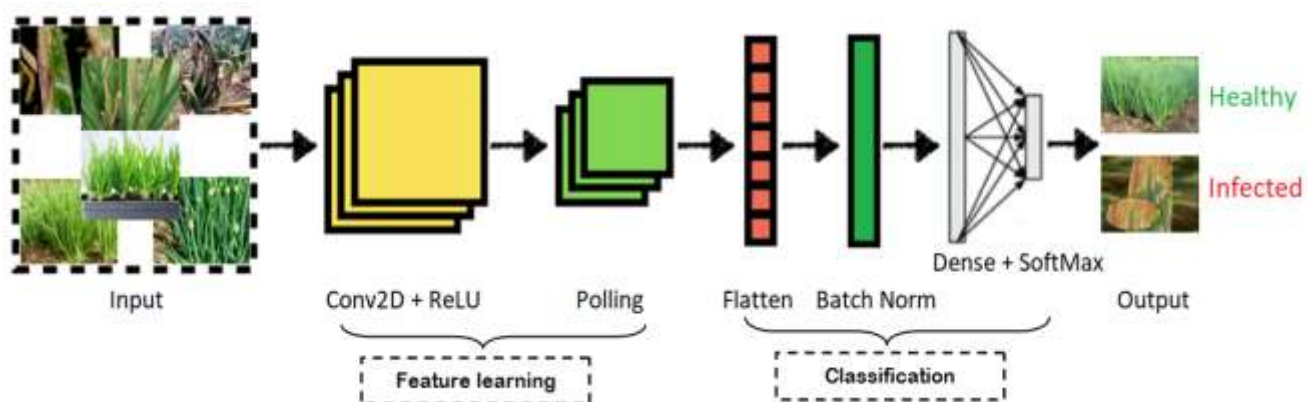 Healthy
Infected
Dense + SoftMax
Input
Conv2D + ReLU
Polling
Flatten
Batch Norm
Output
Feature learning
Classification